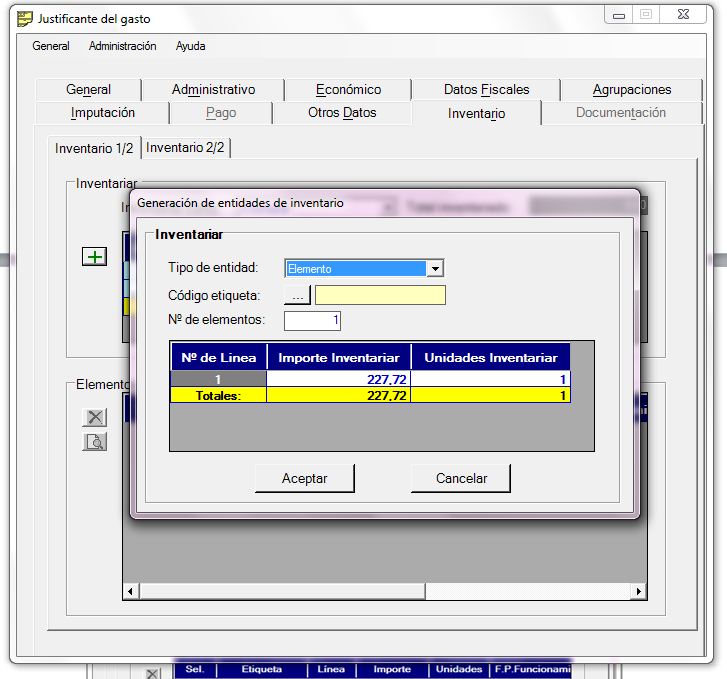 Justificante del gasto
General Administración Ayuda
General Administrativo Económico Datos Fiscales Agrupaciones
Imputación Pago Otros Datos Inventario Documentación
Inventario 1/2 Inventario 2/2
Inventariar
Generación de entidades de inventario
Inventariar
Tipo de entidad: Elemento
Código etiqueta: ...
Nº de elementos: 1
Nº de Linea Importe Inventariar Unidades Inventariar
1 227,72 1
Totales: 227,72 1
Elemento
Aceptar Cancelar
Sel. Etiqueta Línea Importe Unidades F.P.Funcionami